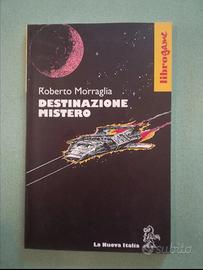 librogame
Roberto Morraglia
DESTINAZIONE
MISTERO
La Nuova Italia
subito